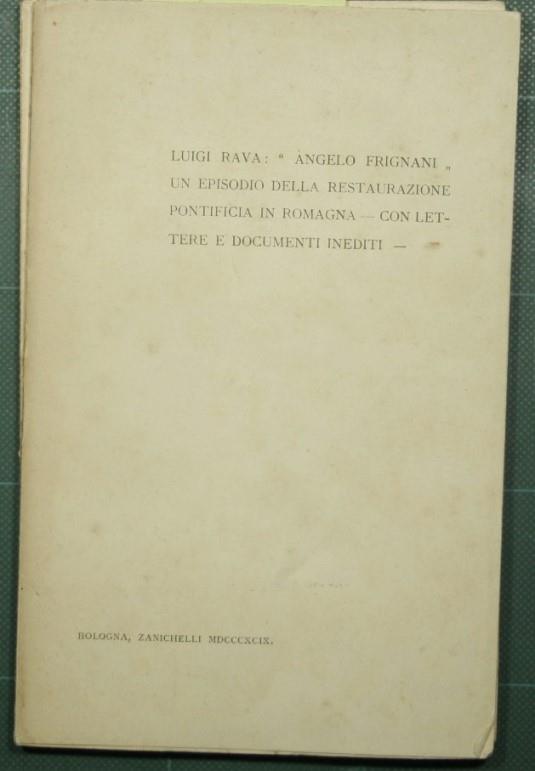 LUIGI RAVA: “ ANGELO FRIGNANI „
UN EPISODIO DELLA RESTAURAZIONE
PONTIFICIA IN ROMAGNA — CON LET-
TERE E DOCUMENTI INEDITI —
BOLOGNA, ZANICHELLI MDCCCXCIX.